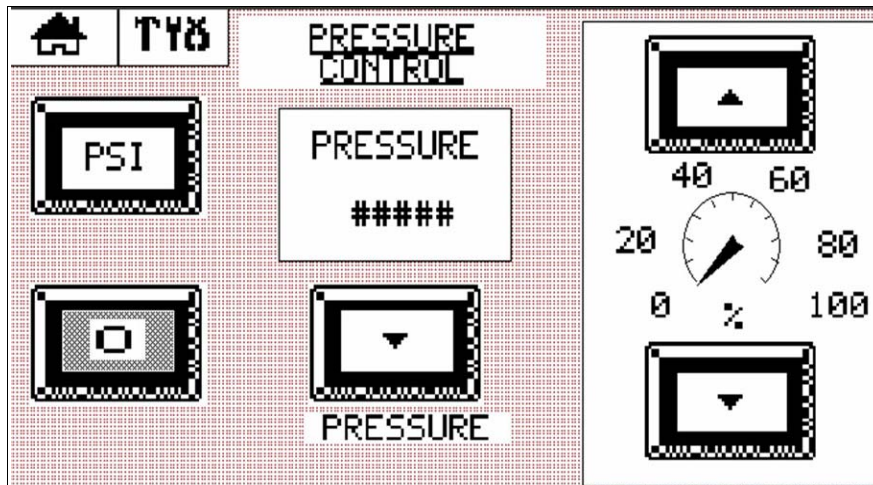 PRESSURE
CONTROL
PSI
PRESSURE
#####
PRESSURE
40 60
20 80
0 % 100